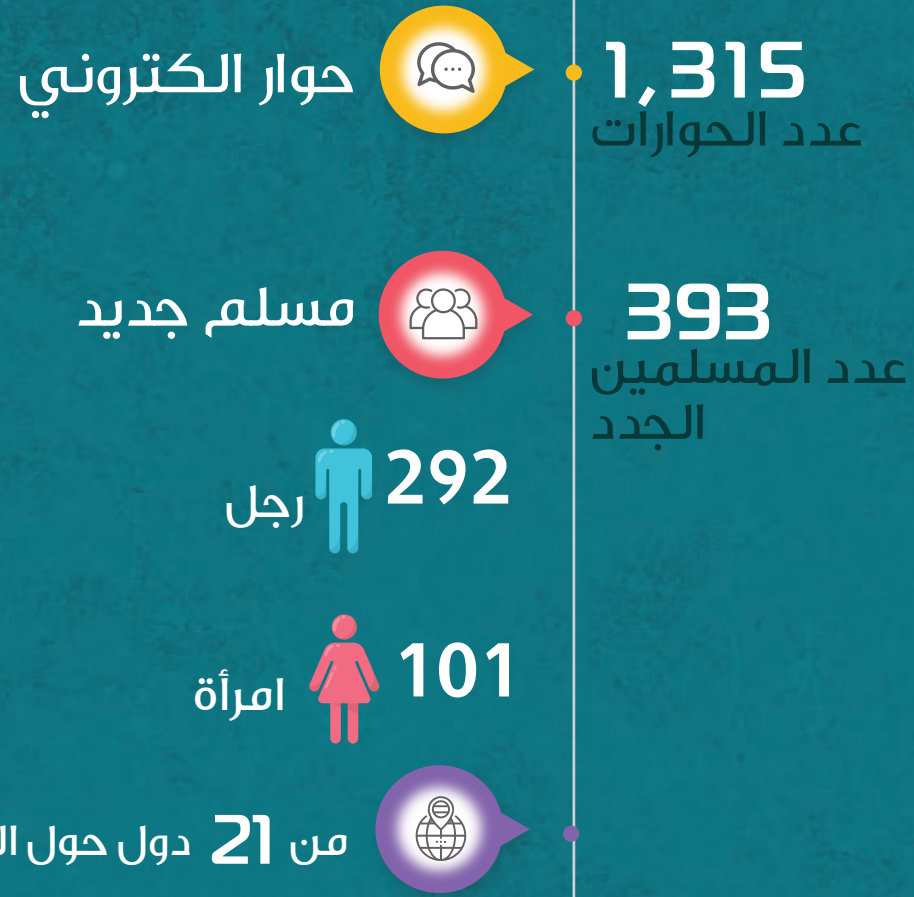 1,315
عدد الحوارات
حوار الكتروني
393
عدد المسلمين
الجدد
مسلم جديد
292
رجل
101
امرأة
من 21 دول حول